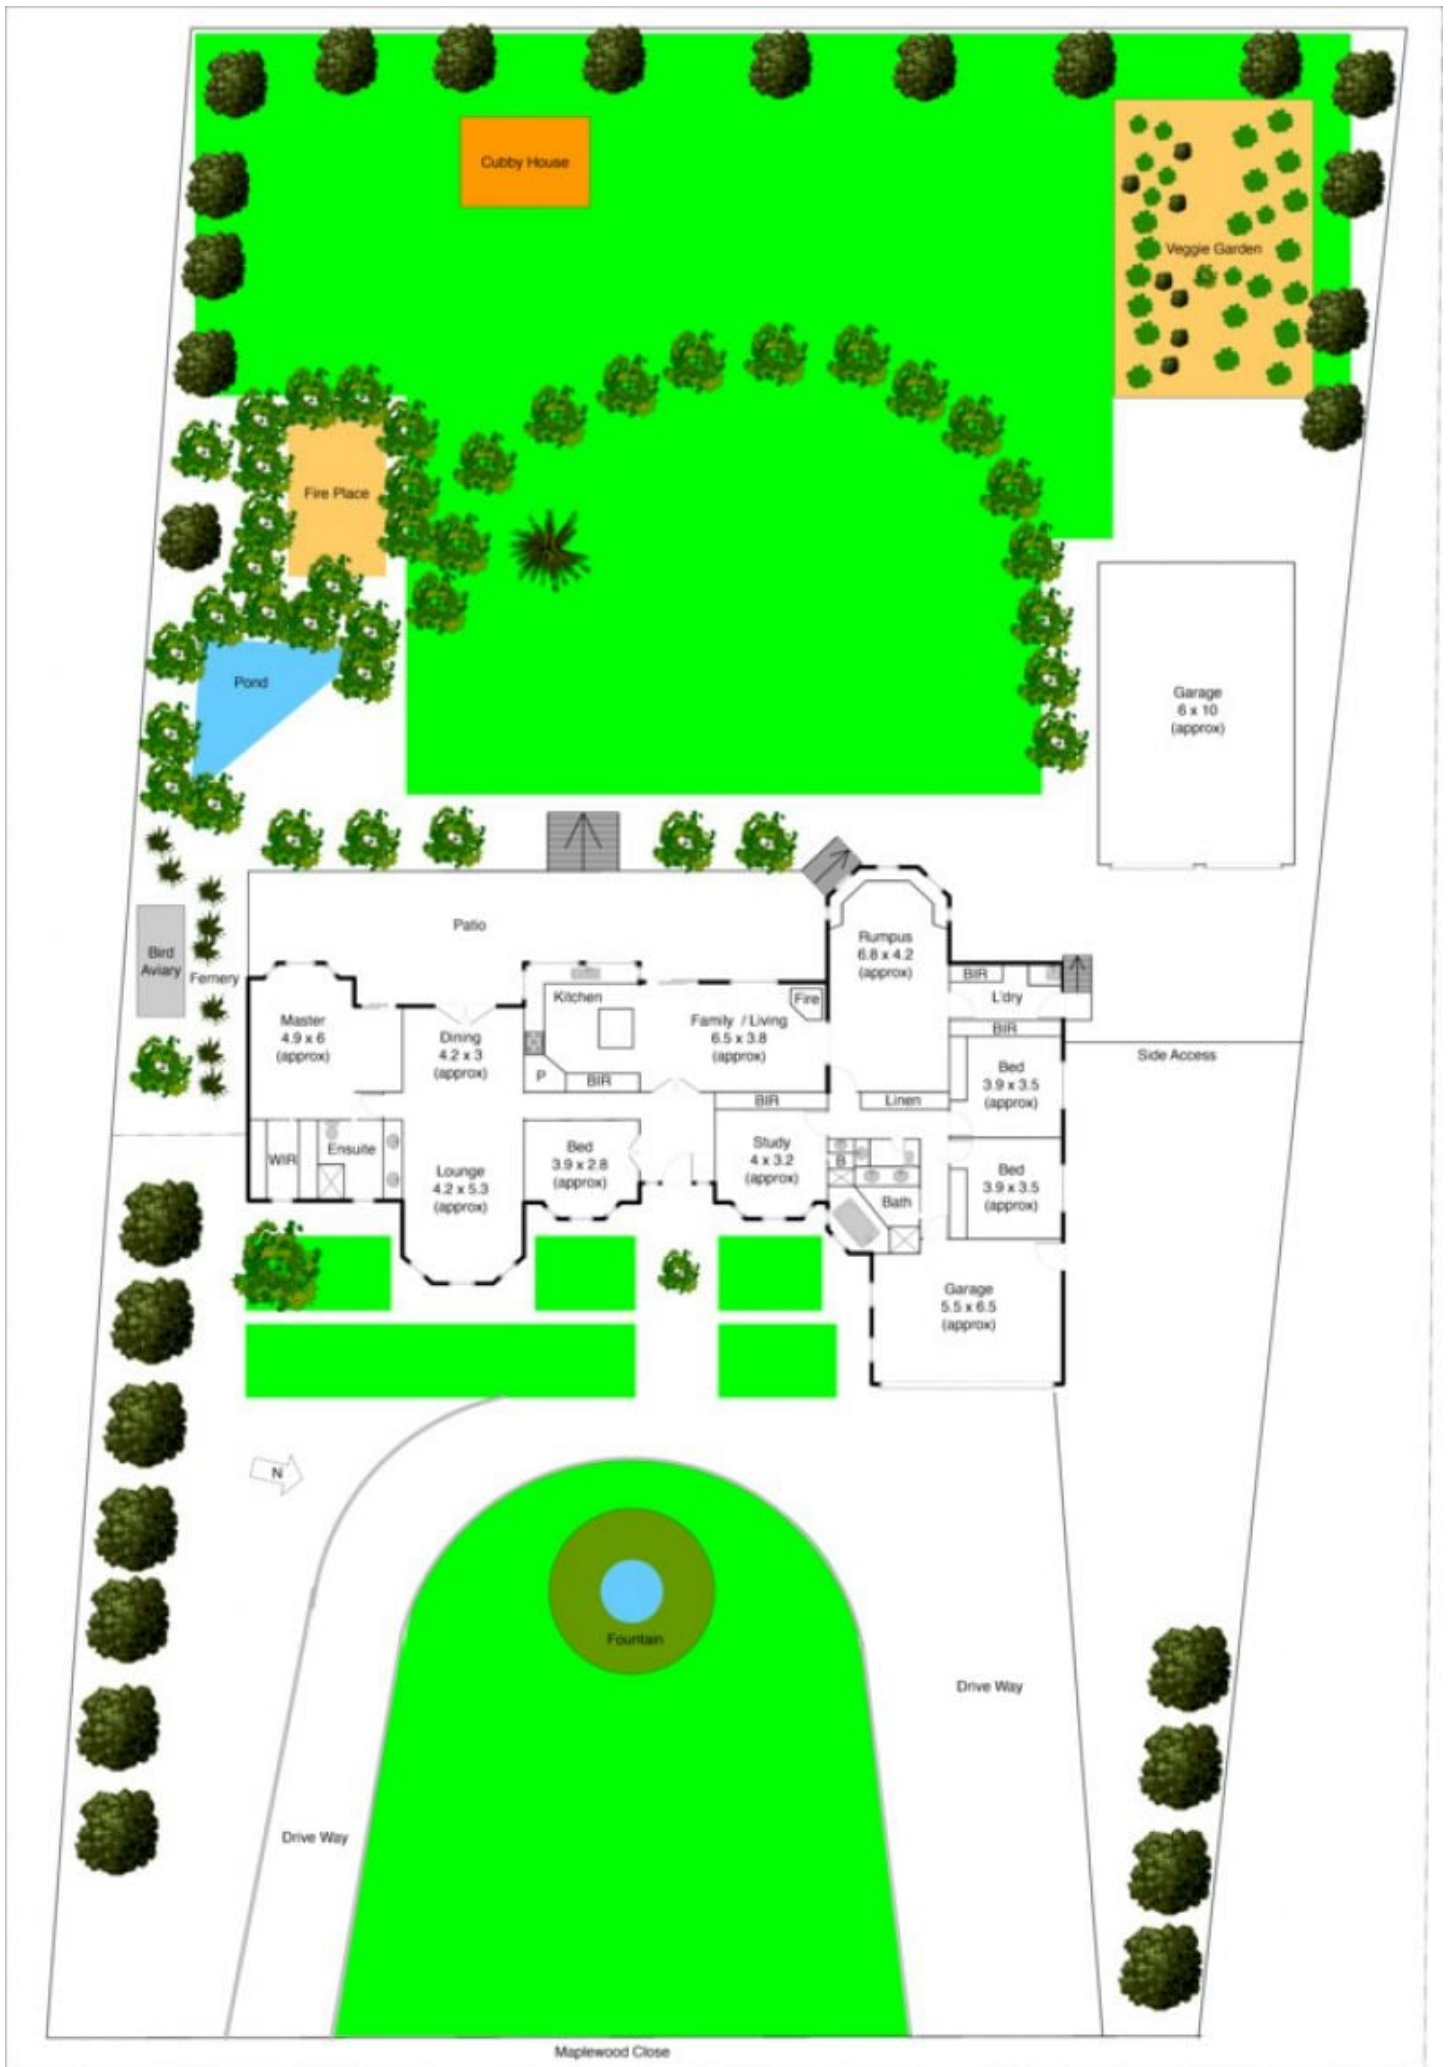 Cubby House
Veggie Garden
Fire Place
Pond
Garage
6 x 10
(approx)
Patio
Bird
Aviary
Fernery
Rumpus
6.8 x 4.2
(approx)
BIR
L'dry
BIR
Kitchen
Fire
Master
4.9 x 6
(approx)
Dining
4.2 x 3
(approx)
Family / Living
6.5 x 3.8
(approx)
P
BIR
Side Access
Bed
3.9 x 3.5
(approx)
BIR
Linen
WIR
Ensuite
Lounge
4.2 x 5.3
(approx)
Bed
3.9 x 2.8
(approx)
Study
4 x 3.2
(approx)
B
Bath
Bed
3.9 x 3.5
(approx)
Garage
5.5 x 6.5
(approx)
N
Fountain
Drive Way
Drive Way
Maplewood Close